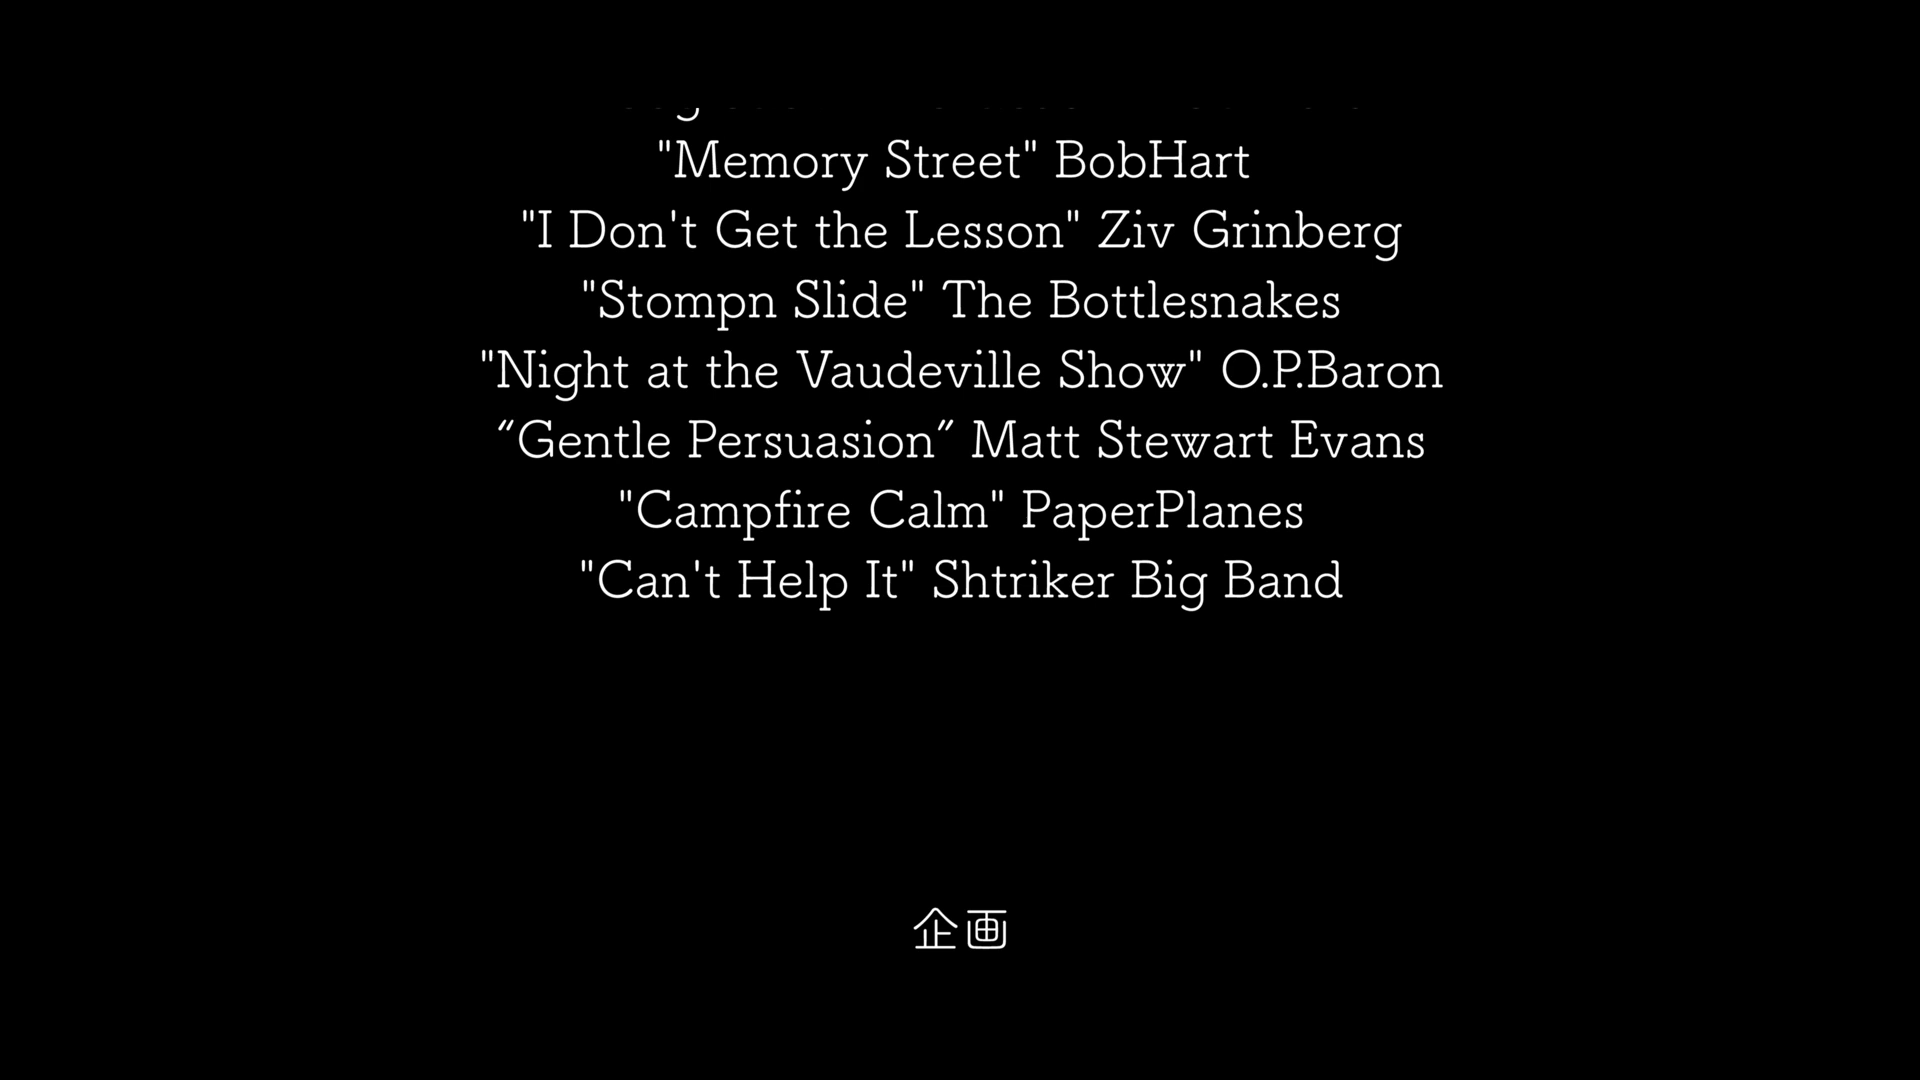 "Memory Street" BobHart
"I Don't Get the Lesson" Ziv Grinberg
"Stompn Slide" The Bottlesnakes
"Night at the Vaudeville Show" O.P.Baron
“Gentle Persuasion” Matt Stewart Evans
"Campfire Calm" PaperPlanes
"Can't Help It" Shtriker Big Band
企画